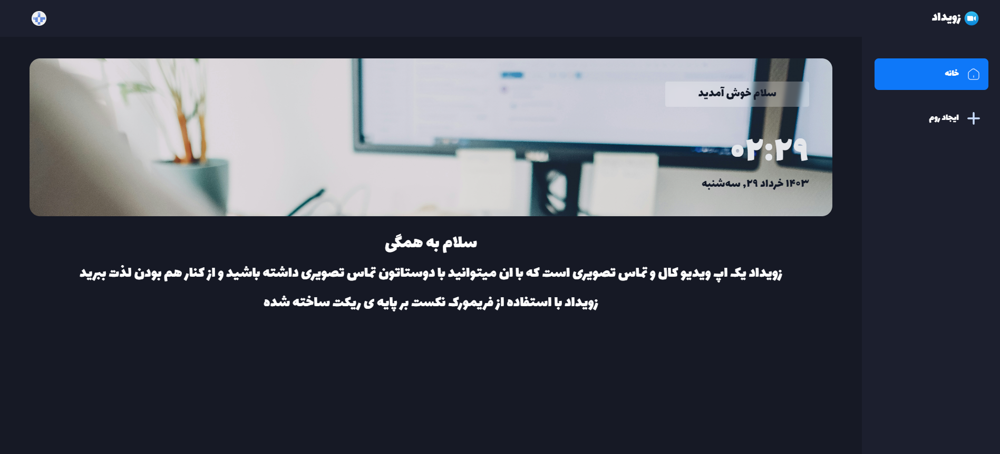 زویداد
خانه
ایجاد روم
سلام خوش آمدید
۰۲:۲۹
۱۴۰۳ خرداد ۲۹, سه‌شنبه
سلام به همگی
زویداد یک اپ ویدیو کال و تماس تصویری است که با ان میتوانید با دوستاتون تماس تصویری داشته باشید و از کنار هم بودن لذت ببرید
زویداد با استفاده از فریمورک نکست بر پایه ی ریکت ساخته شده